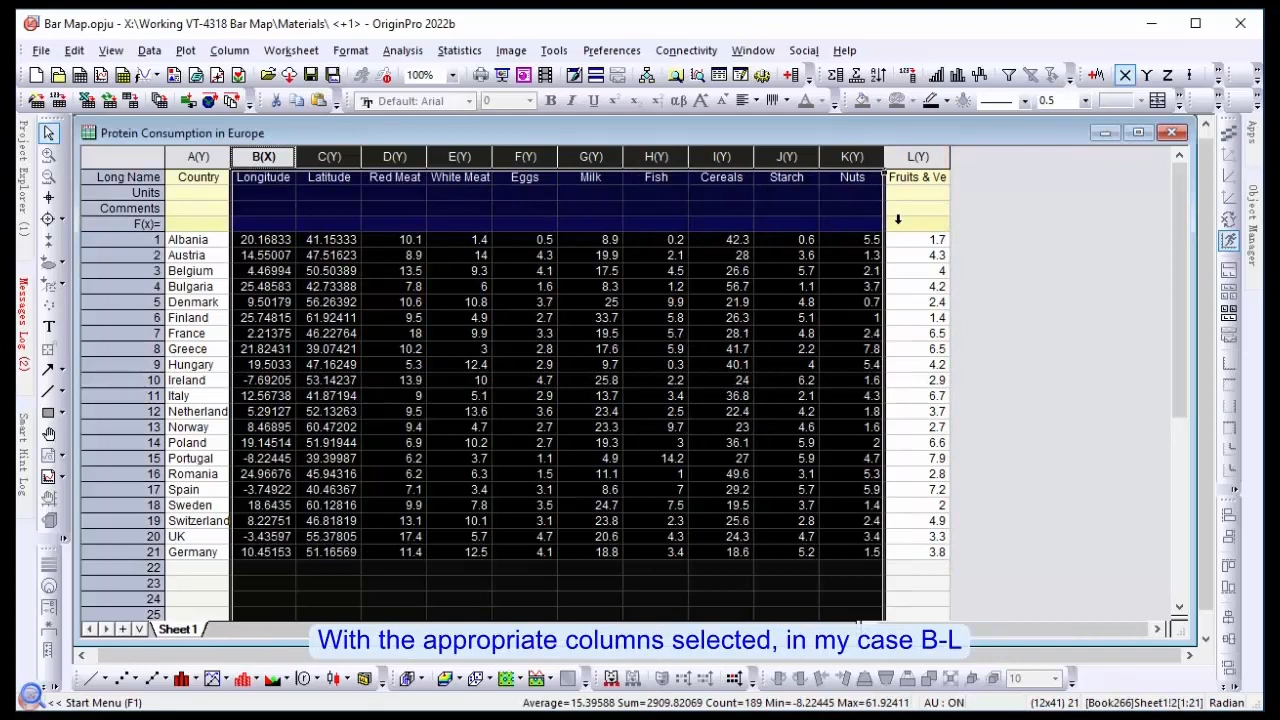 Bar Map.opju - X:\Working VT-4318 Bar Map\Materials\ <+1> - OriginPro 2022b
File Edit View Data Plot Column Worksheet Format Analysis Statistics Image Tools Preferences Connectivity Window Social Help
100%
Default: Arial 0 B I U αβ A A A 0.5
Protein Consumption in Europe
A(Y) B(X) C(Y) D(Y) E(Y) F(Y) G(Y) H(Y) I(Y) J(Y) K(Y) L(Y)
Long Name Country Longitude Latitude Red Meat White Meat Eggs Milk Fish Cereals Starch Nuts Fruits & Ve
Units
Comments
F(x)=
1 Albania 20.16833 41.15333 10.1 1.4 0.5 8.9 0.2 42.3 0.6 5.5 1.7
2 Austria 14.55007 47.51623 8.9 14 4.3 19.9 2.1 28 3.6 1.3 4.3
3 Belgium 4.46994 50.50389 13.5 9.3 4.1 17.5 4.5 26.6 5.7 2.1 4
4 Bulgaria 25.48583 42.73388 7.8 6 1.6 8.3 1.2 56.7 1.1 3.7 4.2
5 Denmark 9.50179 56.26392 10.6 10.8 3.7 25 9.9 21.9 4.8 0.7 2.4
6 Finland 25.74815 61.92411 9.5 4.9 2.7 33.7 5.8 26.3 5.1 1 1.4
7 France 2.21375 46.22764 18 9.9 3.3 19.5 5.7 28.1 4.8 2.4 6.5
8 Greece 21.82431 39.07421 10.2 3 2.8 17.6 5.9 41.7 2.2 7.8 6.5
9 Hungary 19.5033 47.16249 5.3 12.4 2.9 9.7 0.3 40.1 4 5.4 4.2
10 Ireland -7.69205 53.14237 13.9 10 4.7 25.8 2.2 24 6.2 1.6 2.9
11 Italy 12.56738 41.87194 9 5.1 2.9 13.7 3.4 36.8 2.1 4.3 6.7
12 Netherland 5.29127 52.13263 9.5 13.6 3.6 23.4 2.5 22.4 4.2 1.8 3.7
13 Norway 8.46895 60.47202 9.4 4.7 2.7 23.3 9.7 23 4.6 1.6 2.7
14 Poland 19.14514 51.91944 6.9 10.2 2.7 19.3 3 36.1 5.9 2 6.6
15 Portugal -8.22445 39.39987 6.2 3.7 1.1 4.9 14.2 27 5.9 4.7 7.9
16 Romania 24.96676 45.94316 6.2 6.3 1.5 11.1 1 49.6 3.1 5.3 2.8
17 Spain -3.74922 40.46367 7.1 3.4 3.1 8.6 7 29.2 5.7 5.9 7.2
18 Sweden 18.6435 60.12816 9.9 7.8 3.5 24.7 7.5 19.5 3.7 1.4 2
19 Switzerland 8.22751 46.81819 13.1 10.1 3.1 23.8 2.3 25.6 2.8 2.4 4.9
20 UK -3.43597 55.37805 17.4 5.7 4.7 20.6 4.3 24.3 4.7 3.4 3.3
21 Germany 10.45153 51.16569 11.4 12.5 4.1 18.8 3.4 18.6 5.2 1.5 3.8
22
23
24
25
Sheet1
With the appropriate columns selected, in my case B-L
10
<< Start Menu (F1) Average=15.39588 Sum=2909.82069 Count=189 Min=-8.22445 Max=61.92411 AU : ON (12x41) 21 [Book266]Sheet1!2[1:21] Radian
Project Explorer (1)
Messages Log (2)
Smart Hint Log
Apps
Object Manager